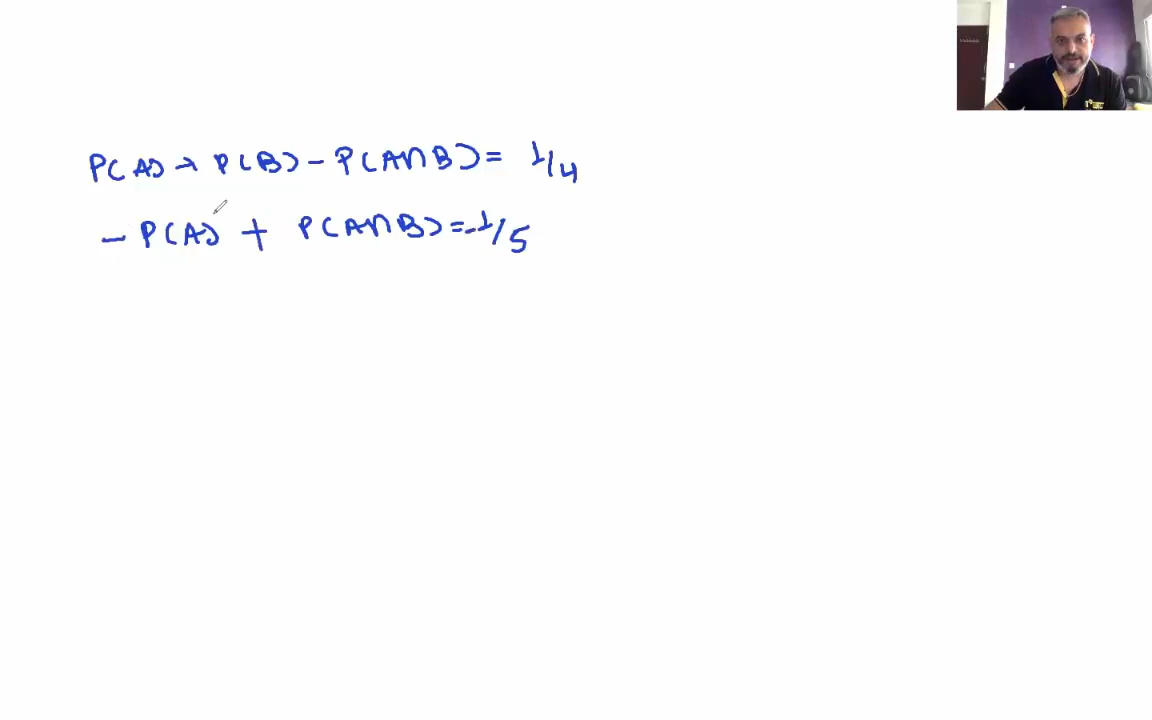 P(A) + P(B) - P(A∩B) = 1/4
- P(A) + P(A∩B) = -1/5